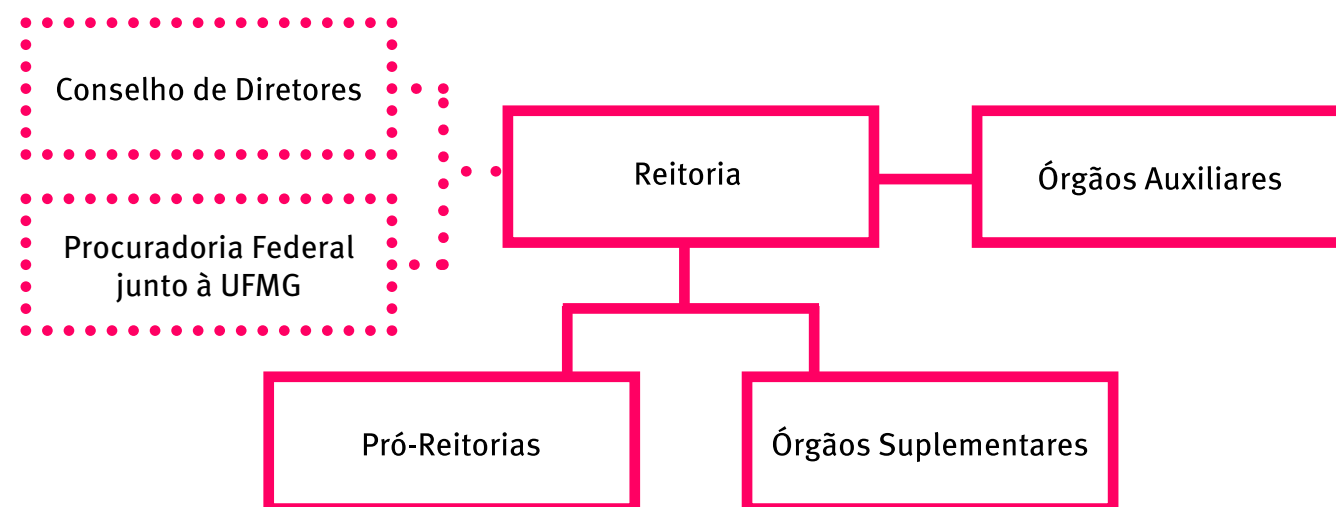 Conselho de Diretores
Reitoria
Órgãos Auxiliares
Procuradoria Federal
junto à UFMG
Pró-Reitorias
Órgãos Suplementares